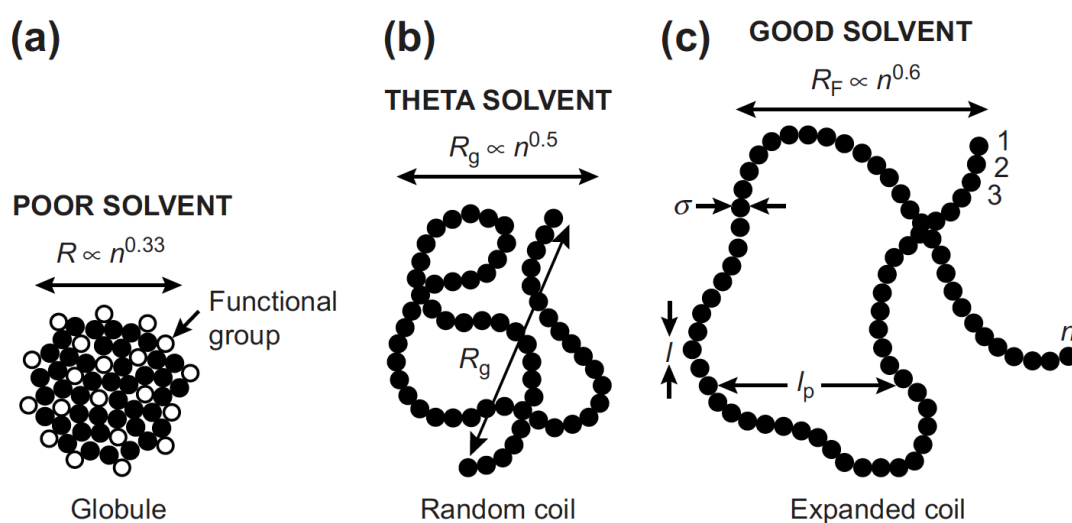 (a)
POOR SOLVENT
R ∝ n^0.33
Functional
group
Globule
(b)
THETA SOLVENT
R_g ∝ n^0.5
R_g
Random coil
(c)
GOOD SOLVENT
R_F ∝ n^0.6
1
2
3
σ
l
l_p
n
Expanded coil